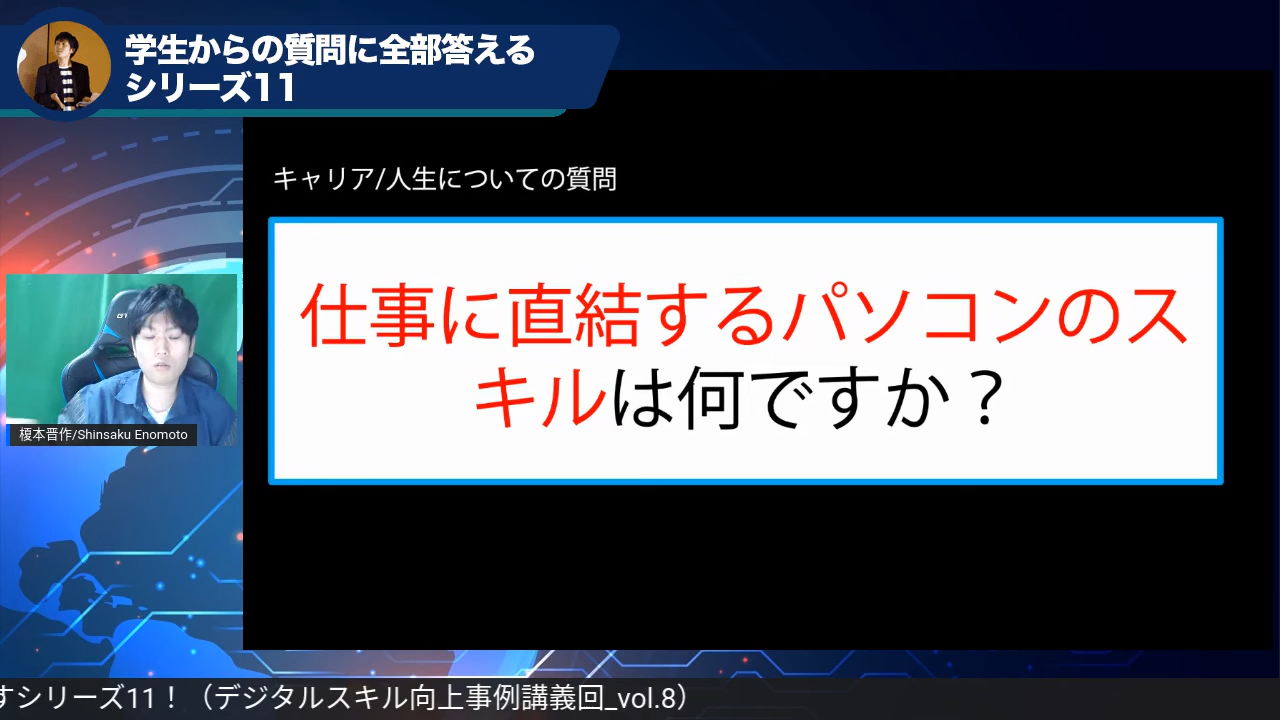 学生からの質問に全部答える
シリーズ11
キャリア/人生についての質問
仕事に直結するパソコンのス
キルは何ですか？
榎本晋作/Shinsaku Enomoto
すシリーズ11！（デジタルスキル向上事例講義回_vol.8）